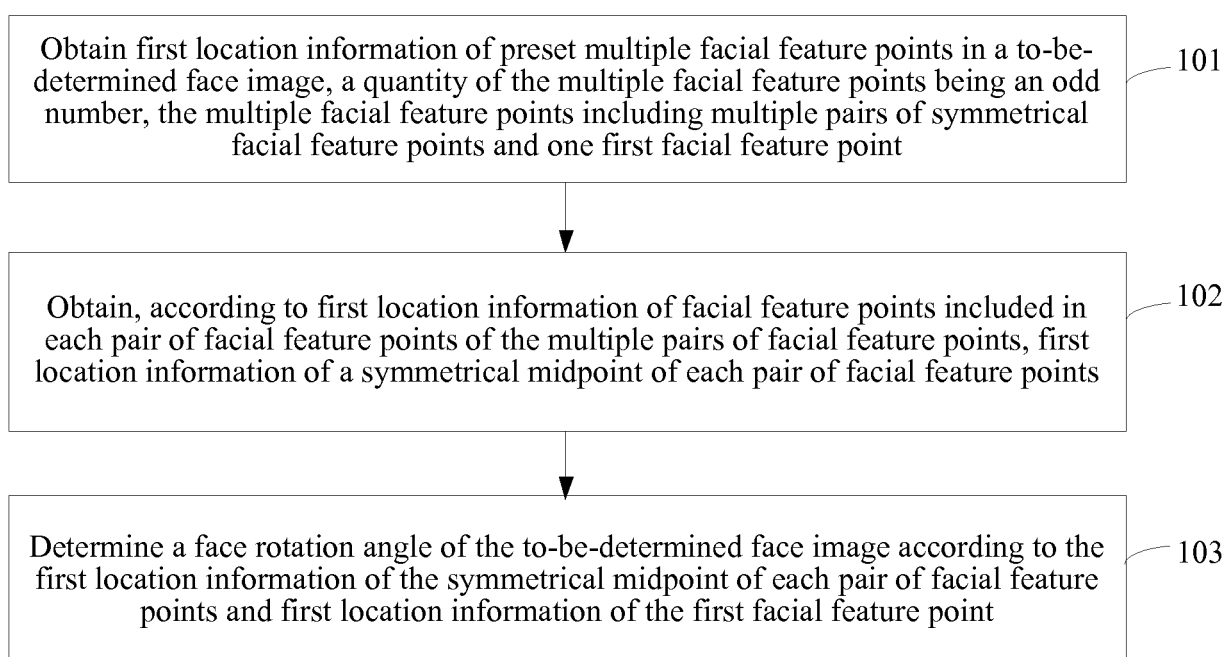 Obtain first location information of preset multiple facial feature points in a to-be-
determined face image, a quantity of the multiple facial feature points being an odd
number, the multiple facial feature points including multiple pairs of symmetrical
facial feature points and one first facial feature point
101
Obtain, according to first location information of facial feature points included in
each pair of facial feature points of the multiple pairs of facial feature points, first
location information of a symmetrical midpoint of each pair of facial feature points
102
Determine a face rotation angle of the to-be-determined face image according to the
first location information of the symmetrical midpoint of each pair of facial feature
points and first location information of the first facial feature point
103